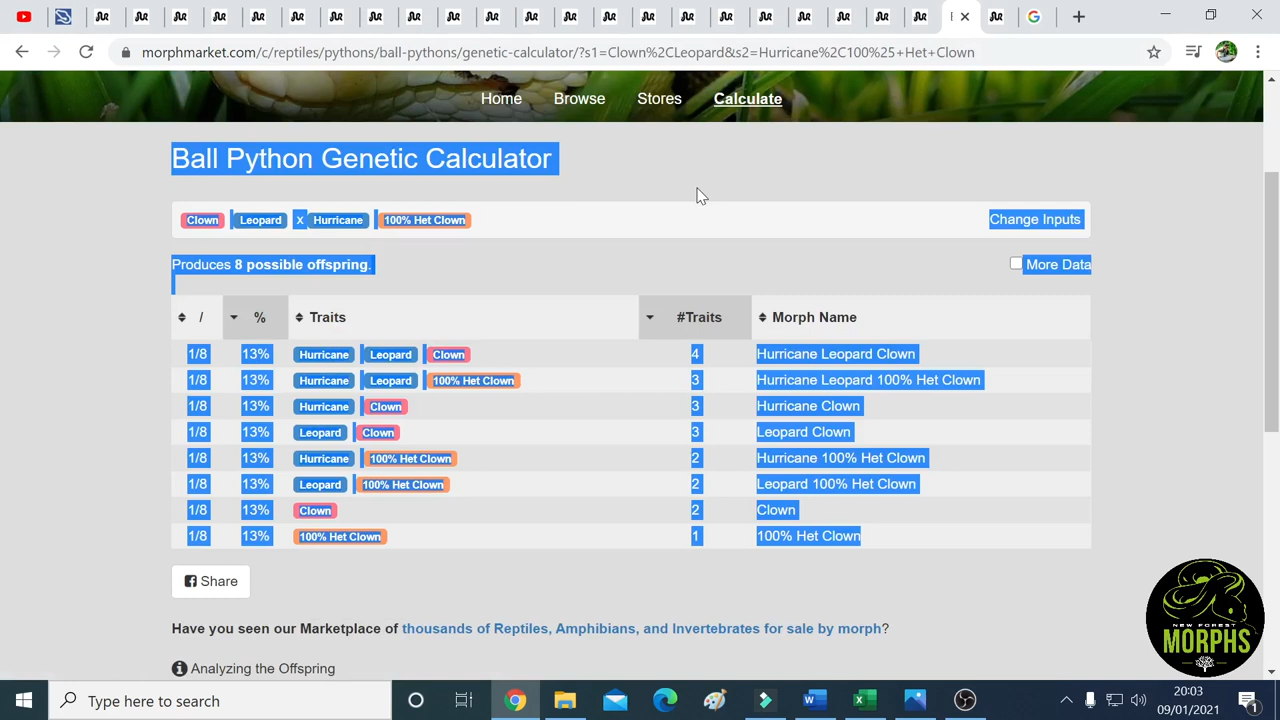 morphmarket.com/c/reptiles/pythons/ball-pythons/genetic-calculator/?s1=Clown%2CLeopard&s2=Hurricane%2C100%25+Het+Clown
Home Browse Stores Calculate
Ball Python Genetic Calculator
Clown Leopard x Hurricane 100% Het Clown Change Inputs
Produces 8 possible offspring. More Data
/ % Traits #Traits Morph Name
1/8 13% Hurricane Leopard Clown 4 Hurricane Leopard Clown
1/8 13% Hurricane Leopard 100% Het Clown 3 Hurricane Leopard 100% Het Clown
1/8 13% Hurricane Clown 3 Hurricane Clown
1/8 13% Leopard Clown 3 Leopard Clown
1/8 13% Hurricane 100% Het Clown 2 Hurricane 100% Het Clown
1/8 13% Leopard 100% Het Clown 2 Leopard 100% Het Clown
1/8 13% Clown 2 Clown
1/8 13% 100% Het Clown 1 100% Het Clown
Share
Have you seen our Marketplace of thousands of Reptiles, Amphibians, and Invertebrates for sale by morph?
Analyzing the Offspring
NEW FOREST
MORPHS
Type here to search
20:03
09/01/2021
1